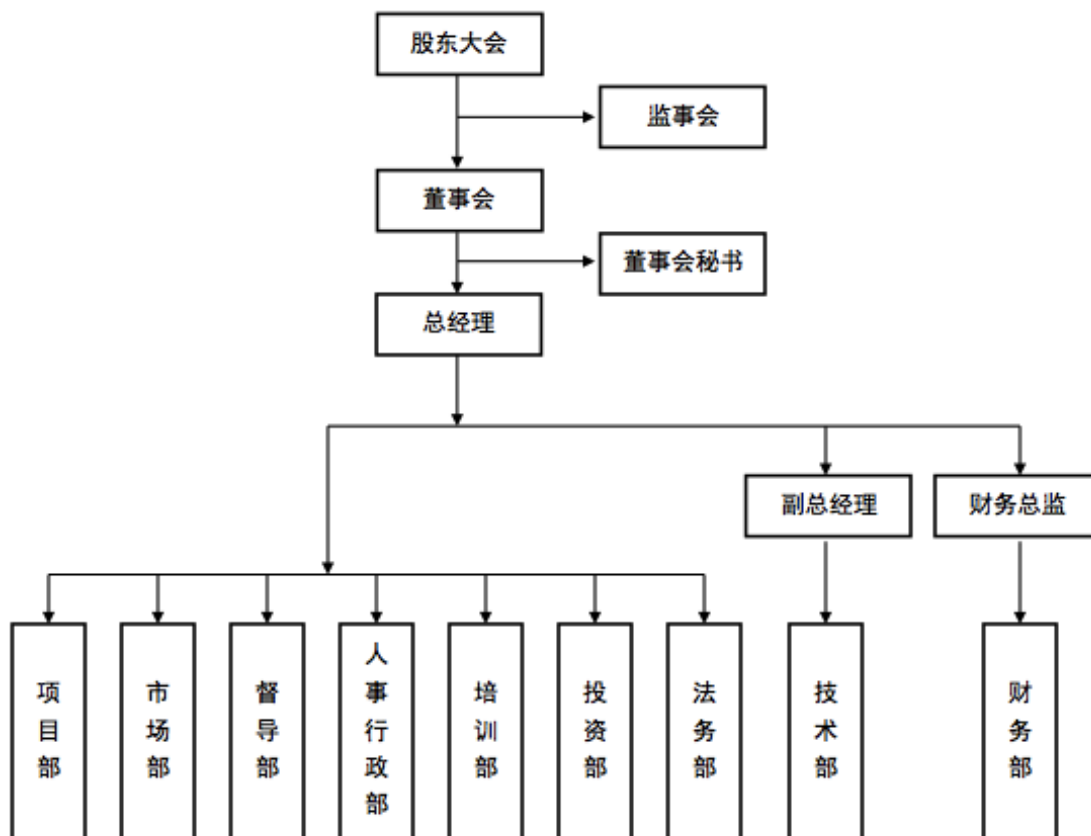 股东大会
监事会
董事会
董事会秘书
总经理
副总经理
财务总监
项目部
市场部
督导部
人事行政部
培训部
投资部
法务部
技术部
财务部